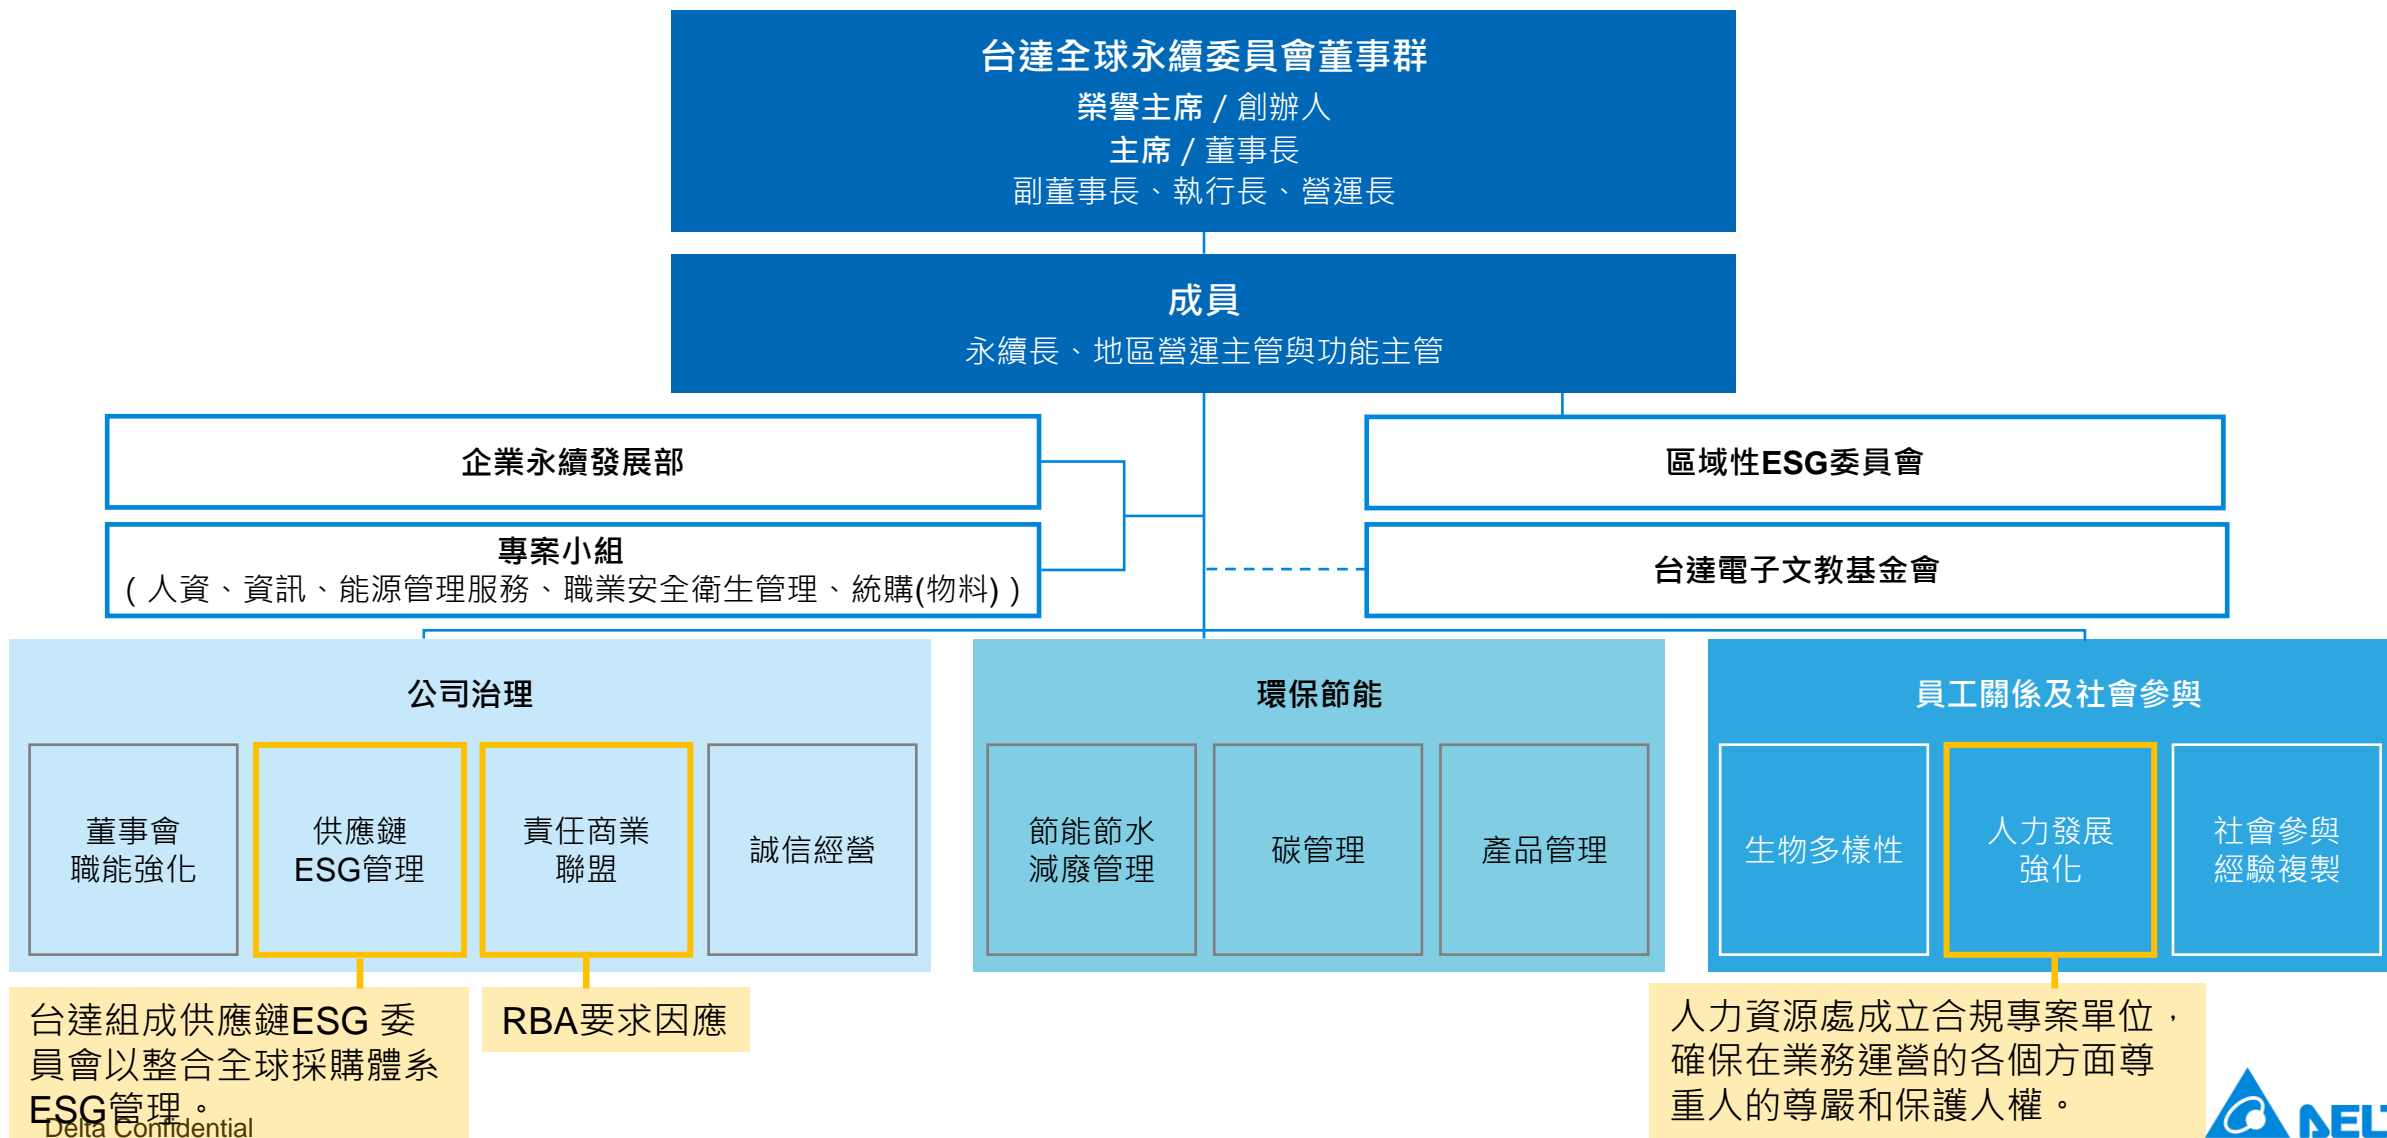 台達全球永續委員會董事群
榮譽主席 / 創辦人
主席 / 董事長
副董事長、執行長、營運長
成員
永續長、地區營運主管與功能主管
企業永續發展部
區域性ESG委員會
專案小組
( 人資、資訊、能源管理服務、職業安全衛生管理、統購(物料) )
台達電子文教基金會
公司治理
董事會
職能強化
供應鏈
ESG管理
責任商業
聯盟
誠信經營
環保節能
節能節水
減廢管理
碳管理
產品管理
員工關係及社會參與
生物多樣性
人力發展
強化
社會參與
經驗複製
台達組成供應鏈ESG 委
員會以整合全球採購體系
ESG管理。
RBA要求因應
人力資源處成立合規專案單位，
確保在業務運營的各個方面尊
重人的尊嚴和保護人權。
Delta Confidential